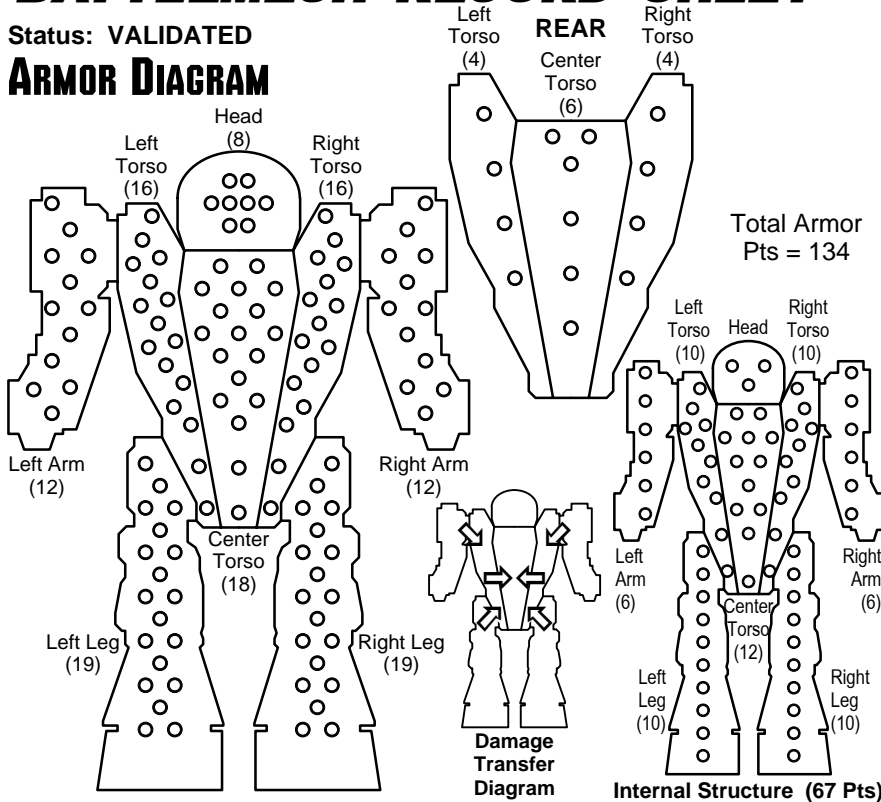 BATTLEMECH RECORD SHEET
Status: VALIDATED
ARMOR DIAGRAM
Left
Torso
(4)
REAR
Right
Torso
(4)
Center
Torso
(6)
Head
(8)
Left
Torso
(16)
Right
Torso
(16)
Total Armor
Pts = 134
Left
Torso
(10)
Head
Right
Torso
(10)
Left Arm
(12)
Right Arm
(12)
Center
Torso
(18)
Left
Arm
(6)
Right
Arm
(6)
Center
Torso
(12)
Left Leg
(19)
Right Leg
(19)
Left
Leg
(10)
Right
Leg
(10)
Damage
Transfer
Diagram
Internal Structure (67 Pts)